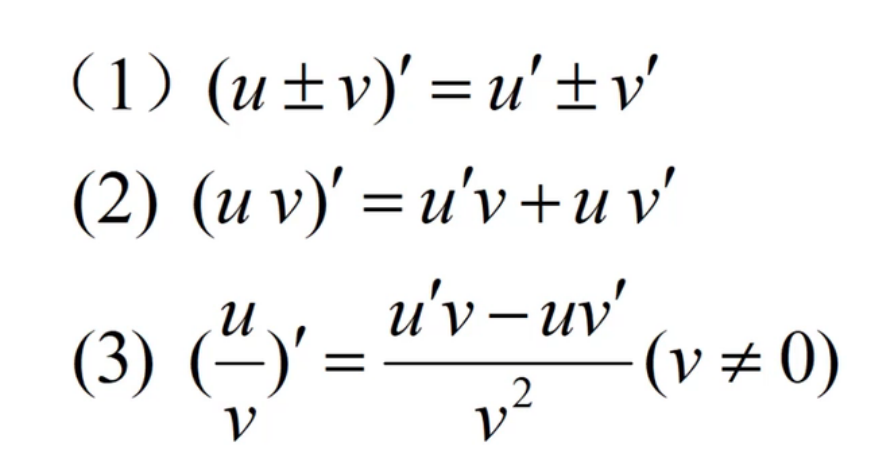 （1）(u ± v)′ = u′ ± v′
(2) (u v)′ = u′v + u v′
(3) (u/v)′ = (u′v − uv′)/v² (v ≠ 0)